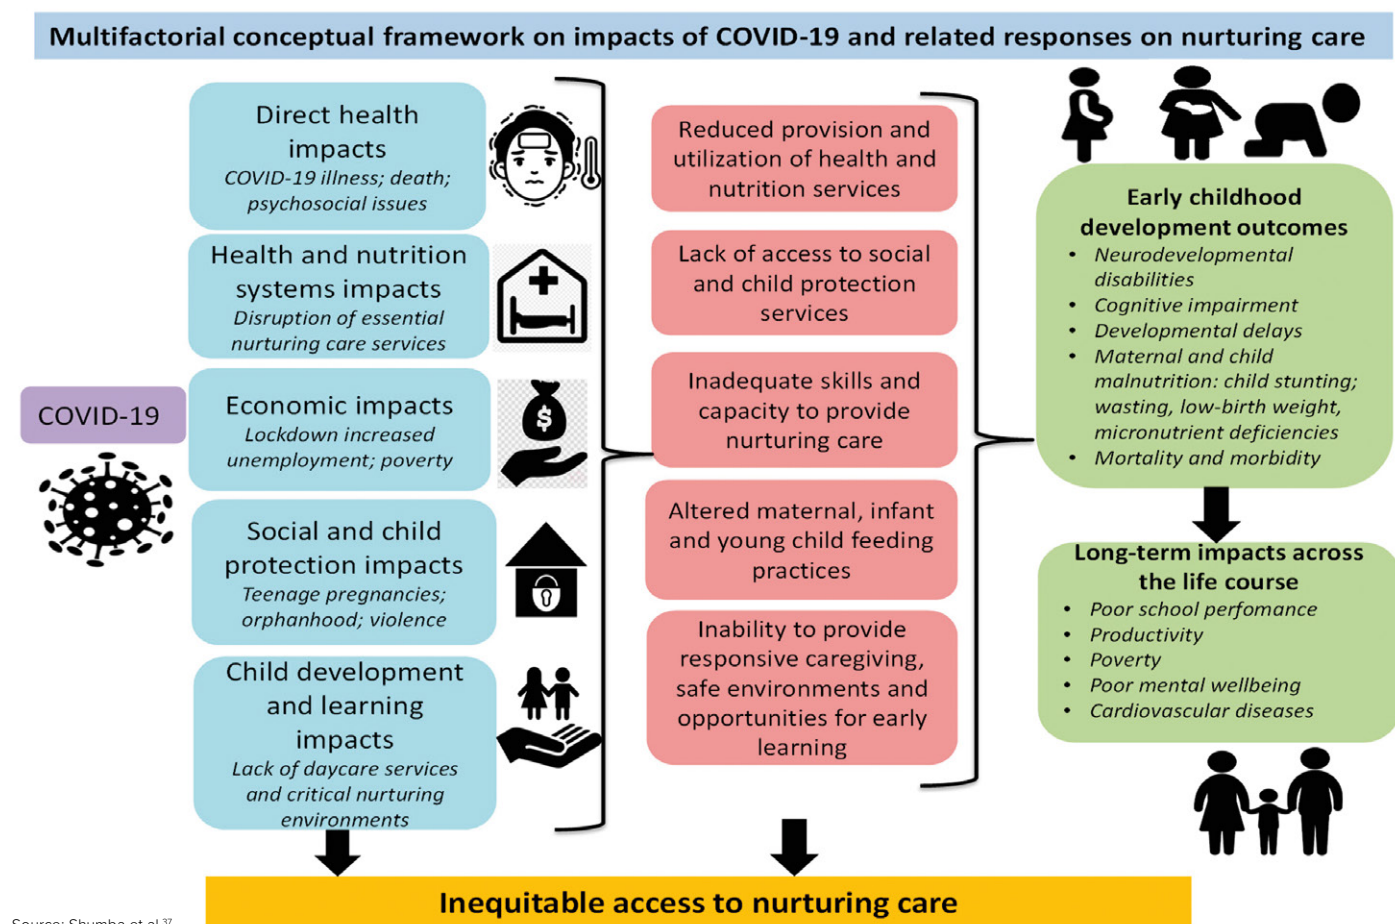 Multifactorial conceptual framework on impacts of COVID-19 and related responses on nurturing care
COVID-19
Direct health
impacts
COVID-19 illness; death;
psychosocial issues
Health and nutrition
systems impacts
Disruption of essential
nurturing care services
Economic impacts
Lockdown increased
unemployment; poverty
Social and child
protection impacts
Teenage pregnancies;
orphanhood; violence
Child development
and learning
impacts
Lack of daycare services
and critical nurturing
environments
$
Reduced provision and
utilization of health and
nutrition services
Lack of access to social
and child protection
services
Inadequate skills and
capacity to provide
nurturing care
Altered maternal, infant
and young child feeding
practices
Inability to provide
responsive caregiving,
safe environments and
opportunities for early
learning
Early childhood
development outcomes
• Neurodevelopmental
disabilities
• Cognitive impairment
• Developmental delays
• Maternal and child
malnutrition: child stunting;
wasting, low-birth weight,
micronutrient deficiencies
• Mortality and morbidity
Long-term impacts across
the life course
• Poor school perfomance
• Productivity
• Poverty
• Poor mental wellbeing
• Cardiovascular diseases
Inequitable access to nurturing care
Source: Shumba et al.37